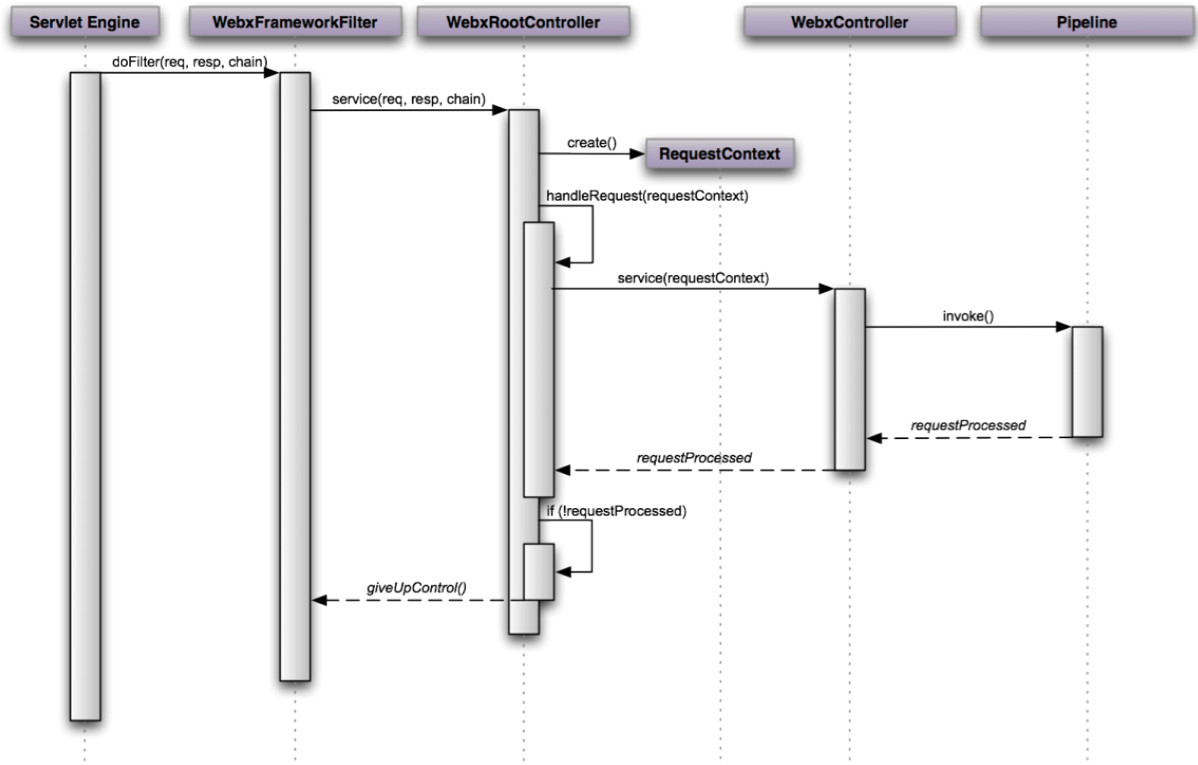 Servlet Engine
WebxFrameworkFilter
WebxRootController
WebxController
Pipeline
doFilter(req, resp, chain)
service(req, resp, chain)
create()
RequestContext
handleRequest(requestContext)
service(requestContext)
invoke()
requestProcessed
requestProcessed
if (!requestProcessed)
giveUpControl()